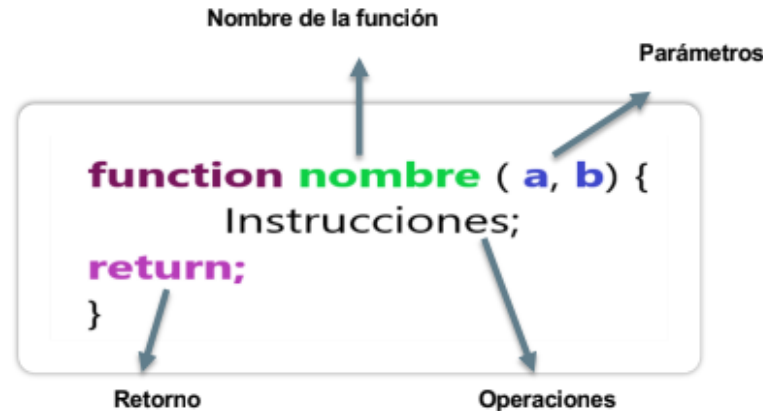 Nombre de la función
Parámetros
function nombre ( a, b) {
Instrucciones;
return;
}
Retorno
Operaciones